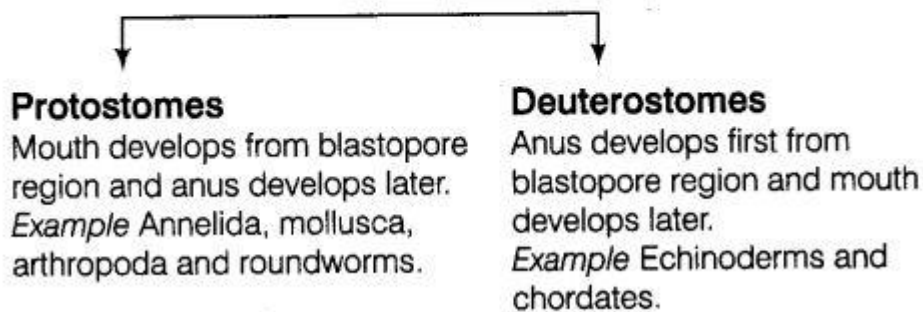 Protostomes
Mouth develops from blastopore
region and anus develops later.
Example Annelida, mollusca,
arthropoda and roundworms.
Deuterostomes
Anus develops first from
blastopore region and mouth
develops later.
Example Echinoderms and
chordates.